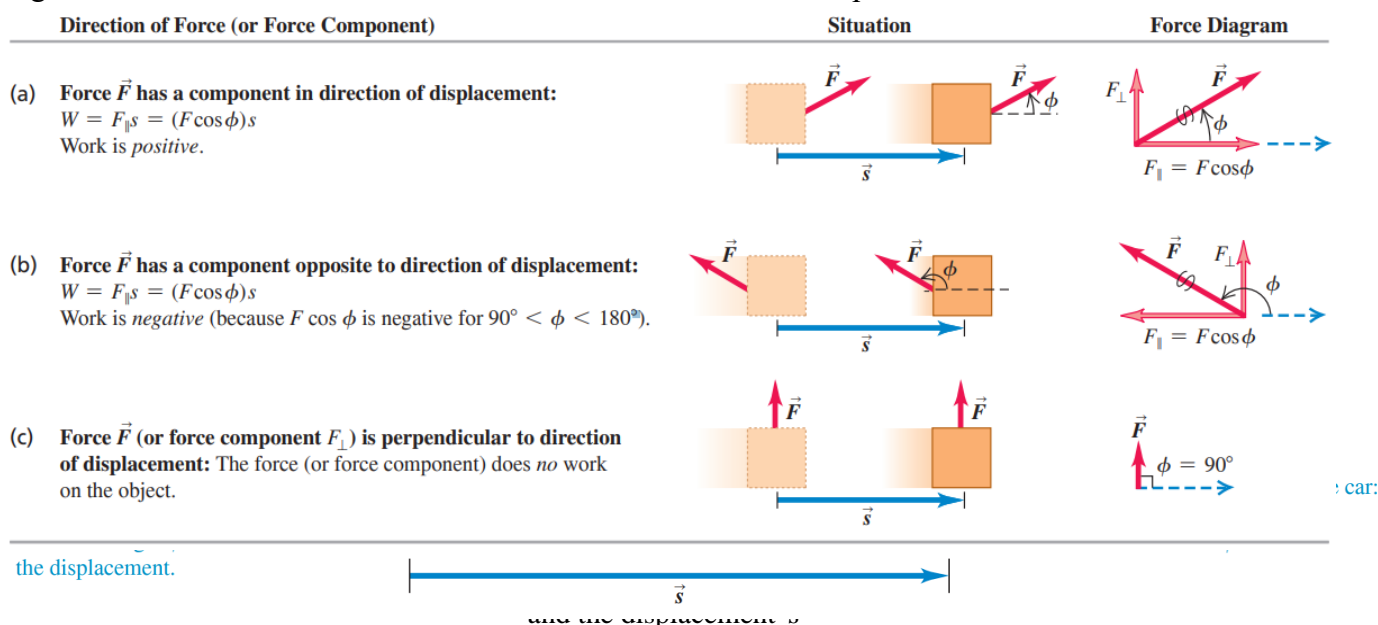 Direction of Force (or Force Component) Situation Force Diagram
(a) Force F⃗ has a component in direction of displacement:
W = F∥s = (F cos ϕ)s
Work is positive.
F⃗ F⃗ ϕ
s⃗
F⊥ F⃗ ϕ
F∥ = F cosϕ
(b) Force F⃗ has a component opposite to direction of displacement:
W = F∥s = (F cos ϕ)s
Work is negative (because F cos ϕ is negative for 90° < ϕ < 180°).
F⃗ F⃗ ϕ
s⃗
F⃗ F⊥ ϕ
F∥ = F cosϕ
(c) Force F⃗ (or force component F⊥) is perpendicular to direction
of displacement: The force (or force component) does no work
on the object.
F⃗ F⃗
s⃗
F⃗
ϕ = 90°
car:
the displacement.
s⃗
and the displacement s